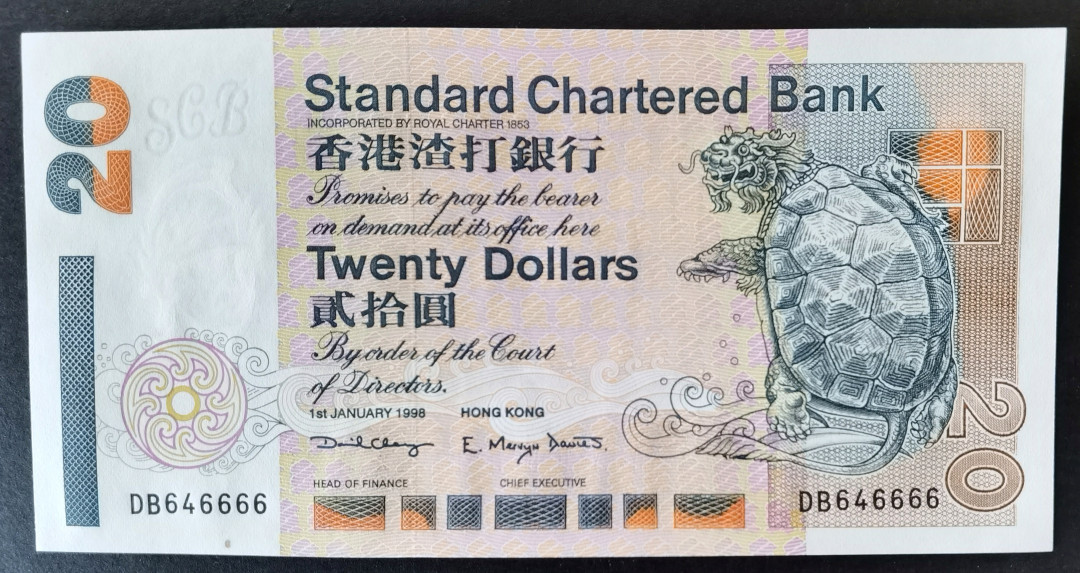 20
SCB
Standard Chartered Bank
INCORPORATED BY ROYAL CHARTER 1853
香港渣打銀行
Promises to pay the bearer
on demand at its office here
Twenty Dollars
貳拾圓
By order of the Court
of Directors.
1st JANUARY 1998 HONG KONG
E. Mervyn Davies.
HEAD OF FINANCE CHIEF EXECUTIVE
DB646666
DB646666
20